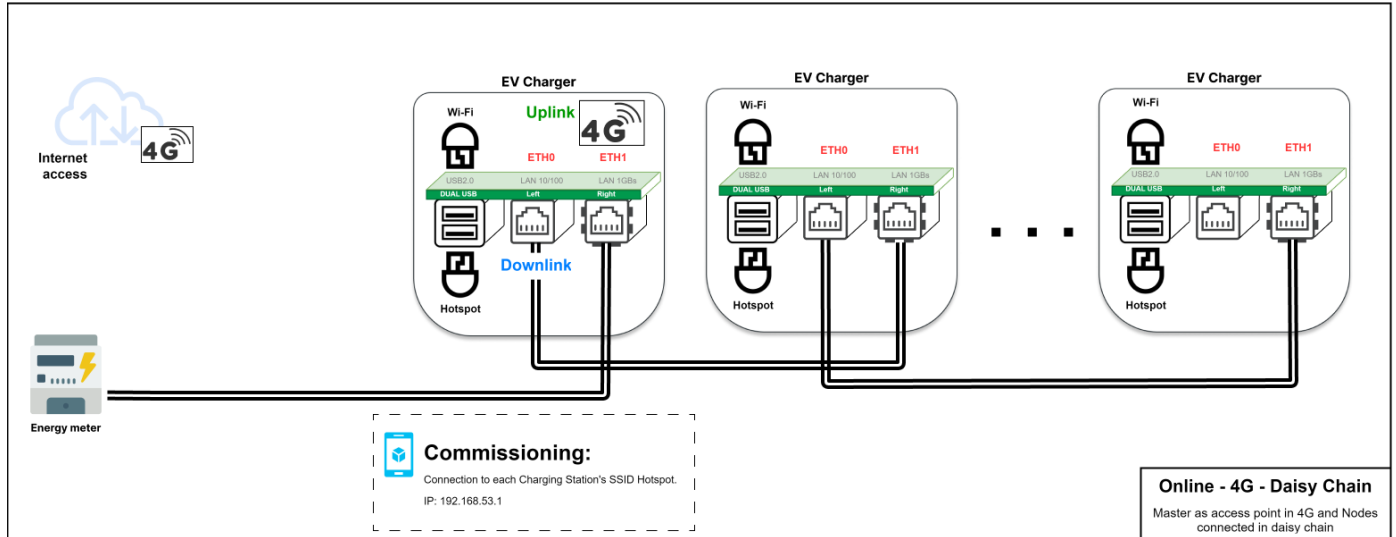 EV Charger
EV Charger
EV Charger
Wi-Fi
Uplink
4G
Wi-Fi
Wi-Fi
4G
Internet
access
ETH0
ETH1
ETH0
ETH1
ETH0
ETH1
USB2.0
LAN 10/100
LAN 1GBs
USB2.0
LAN 10/100
LAN 1GBs
USB2.0
LAN 10/100
LAN 1GBs
DUAL USB
Left
Right
DUAL USB
Left
Right
DUAL USB
Left
Right
Downlink
Hotspot
Hotspot
Hotspot
Energy meter
Commissioning:
Connection to each Charging Station's SSID Hotspot.
IP: 192.168.53.1
Online - 4G - Daisy Chain
Master as access point in 4G and Nodes
connected in daisy chain